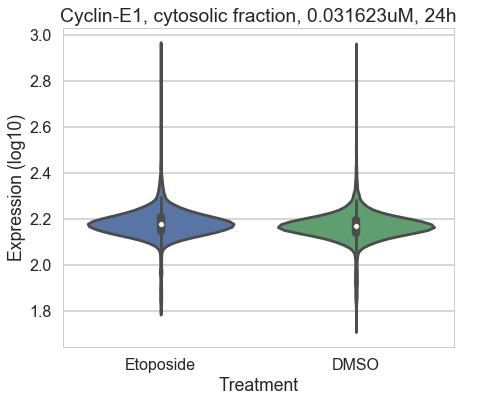 Cyclin-E1, cytosolic fraction, 0.031623uM, 24h
Expression (log10)
3.0
2.8
2.6
2.4
2.2
2.0
1.8
Etoposide DMSO
Treatment